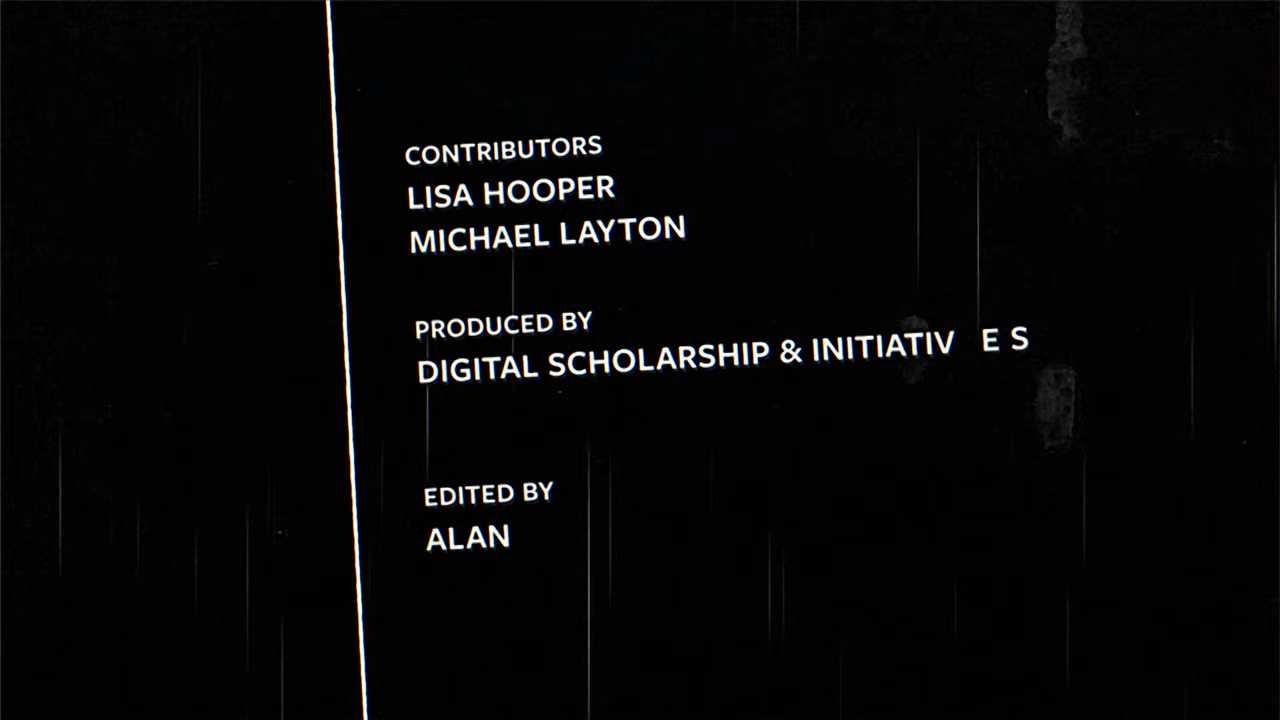 CONTRIBUTORS
LISA HOOPER
MICHAEL LAYTON
PRODUCED BY
DIGITAL SCHOLARSHIP & INITIATIV E S
EDITED BY
ALAN